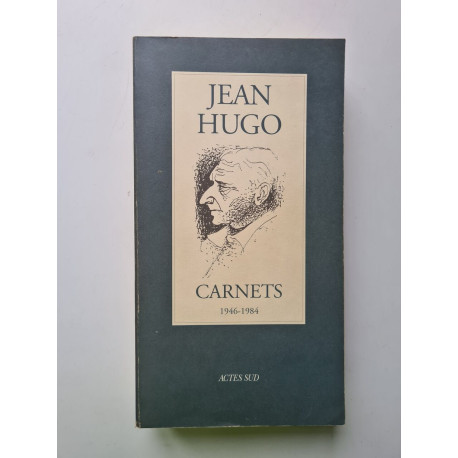 JEAN
HUGO
CARNETS
1946-1984
ACTES SUD